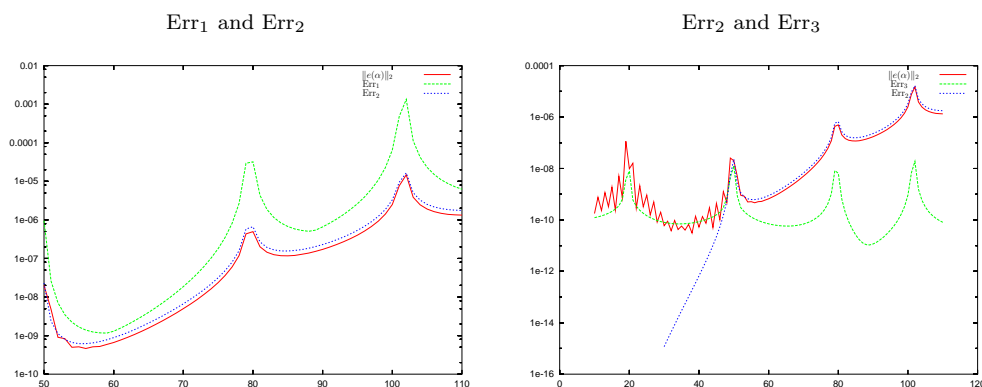 Err₁ and Err₂
0.01
0.001
0.0001
1e-05
1e-06
1e-07
1e-08
1e-09
1e-10
50
60
70
80
90
100
110
‖e(α)‖₂
Err₁
Err₂
Err₂ and Err₃
0.0001
1e-06
1e-08
1e-10
1e-12
1e-14
1e-16
0
20
40
60
80
100
120
‖e(α)‖₂
Err₃
Err₂